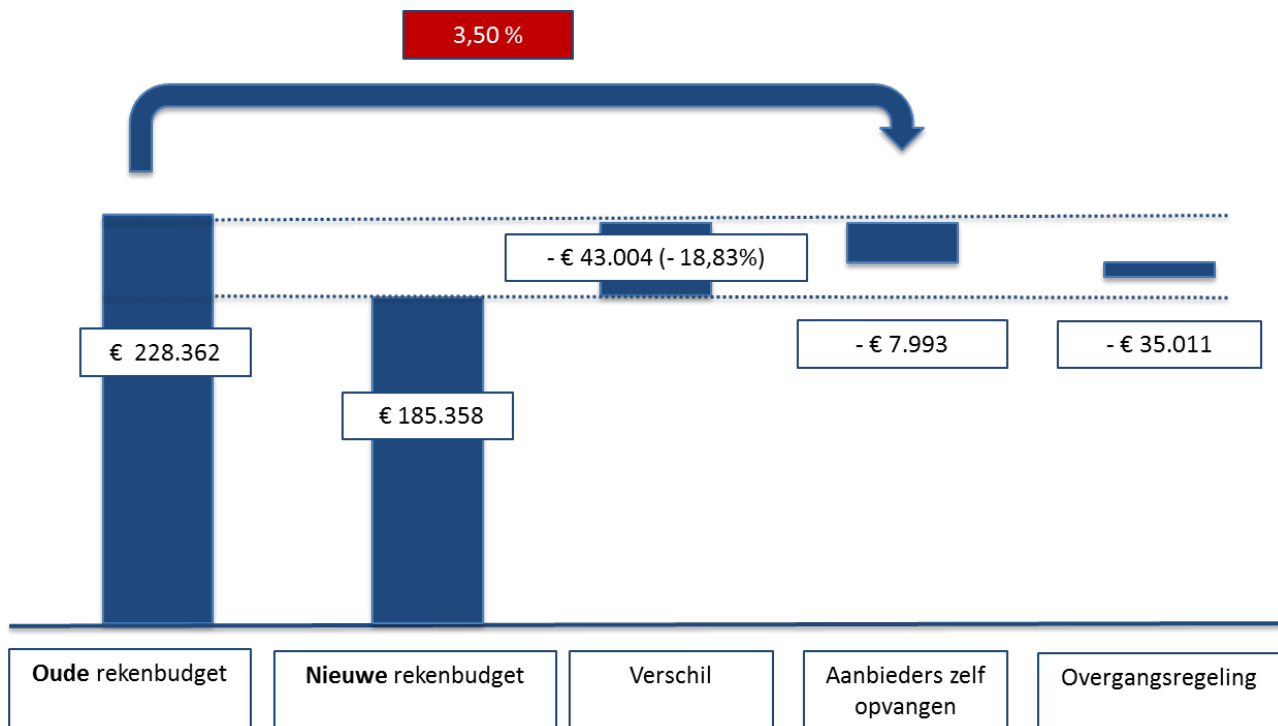 3,50 %
- € 43.004 (- 18,83%)
€  228.362
- € 7.993
- € 35.011
€ 185.358
Oude rekenbudget
Nieuwe rekenbudget
Verschil
Aanbieders zelf
opvangen
Overgangsregeling